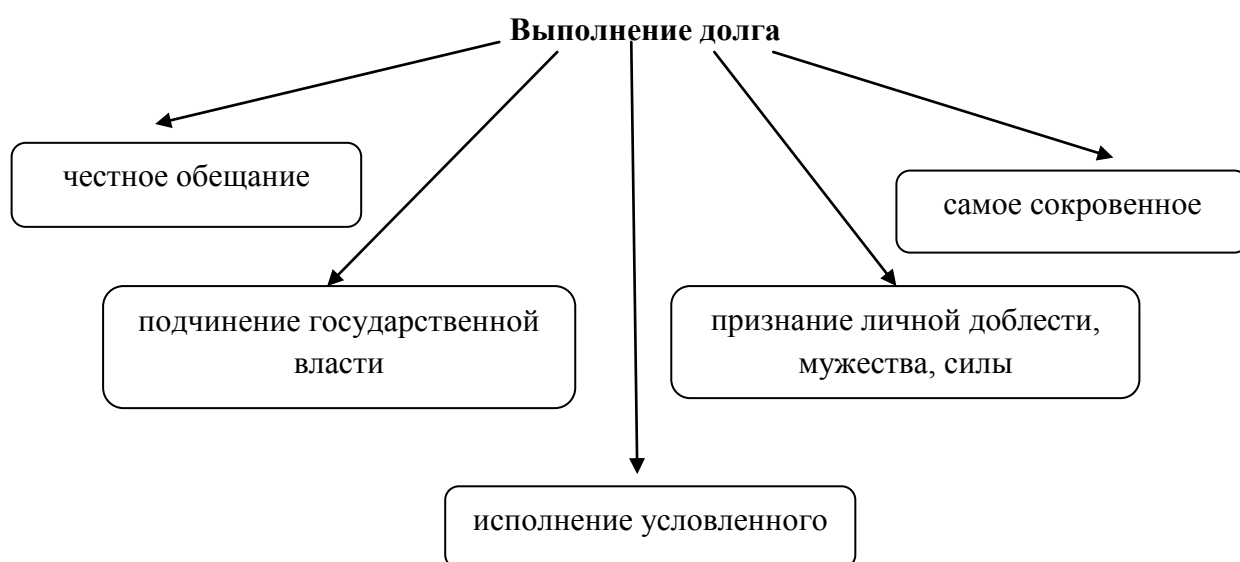 Выполнение долга
честное обещание
самое сокровенное
подчинение государственной
власти
признание личной доблести,
мужества, силы
исполнение условленного